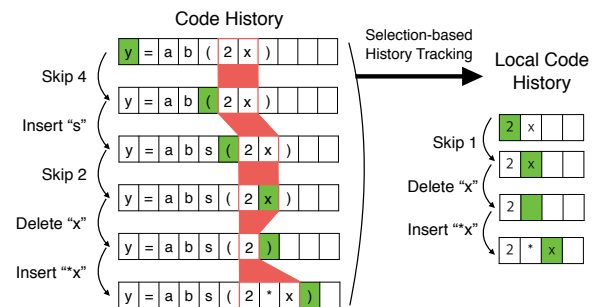 Code History
y = a b ( 2 x )
Skip 4
y = a b ( 2 x )
Insert “s”
y = a b s ( 2 x )
Skip 2
y = a b s ( 2 x )
Delete “x”
y = a b s ( 2 )
Insert “*x”
y = a b s ( 2 * x )
Selection-based
History Tracking
Local Code
History
2 x
Skip 1
2 x
Delete “x”
2
Insert “*x”
2 * x